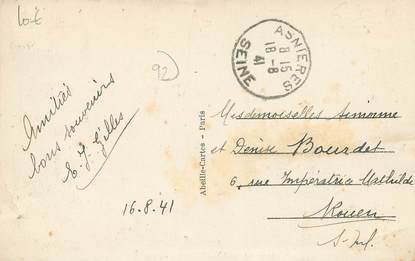 10€
92
ASNIERES
8 15
18 - 8
41
SEINE
Amitiés
bons souvenirs
E. J. Gilles
16.8.41
Abeille-Cartes - Paris
Mesdemoiselles Simonne
et Denise Bourdet
6, rue Impératrice Mathilde
Rouen
S-Inf.